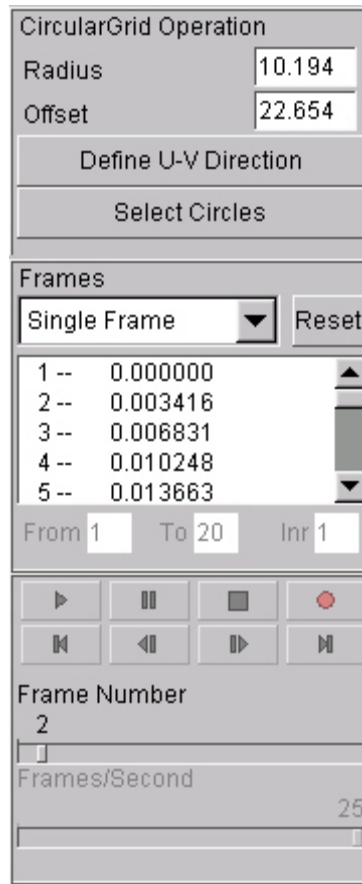 CircularGrid Operation
Radius 10.194
Offset 22.654
Define U-V Direction
Select Circles
Frames
Single Frame Reset
1 -- 0.000000
2 -- 0.003416
3 -- 0.006831
4 -- 0.010248
5 -- 0.013663
From 1 To 20 Inr 1
Frame Number
2
Frames/Second
25